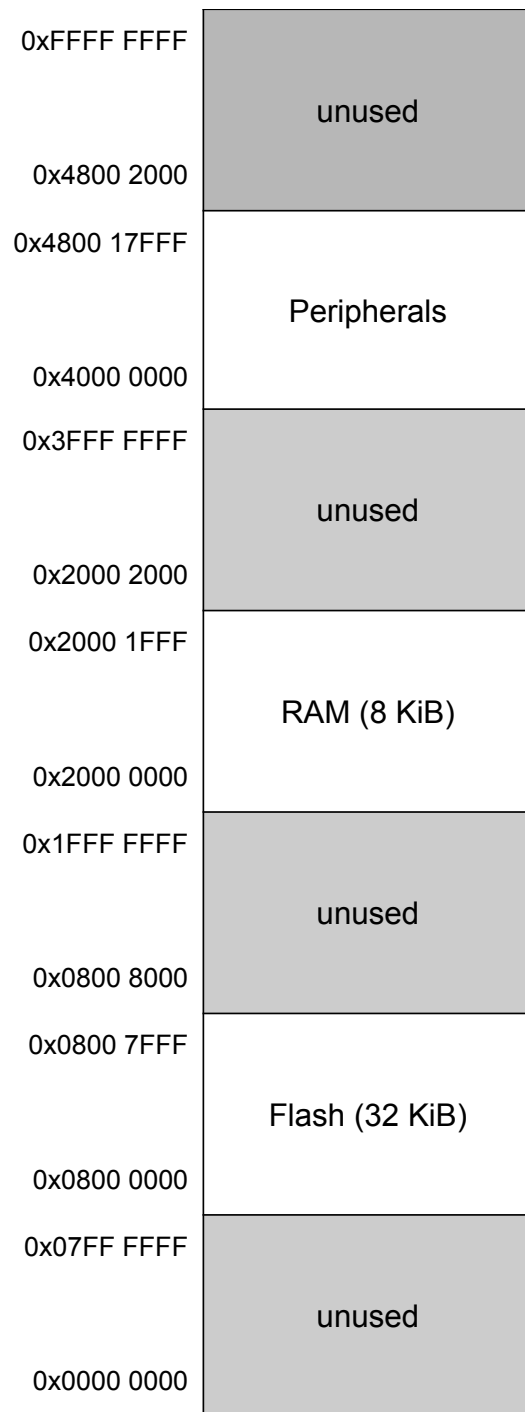 0xFFFF FFFF
unused
0x4800 2000
0x4800 17FFF
Peripherals
0x4000 0000
0x3FFF FFFF
unused
0x2000 2000
0x2000 1FFF
RAM (8 KiB)
0x2000 0000
0x1FFF FFFF
unused
0x0800 8000
0x0800 7FFF
Flash (32 KiB)
0x0800 0000
0x07FF FFFF
unused
0x0000 0000